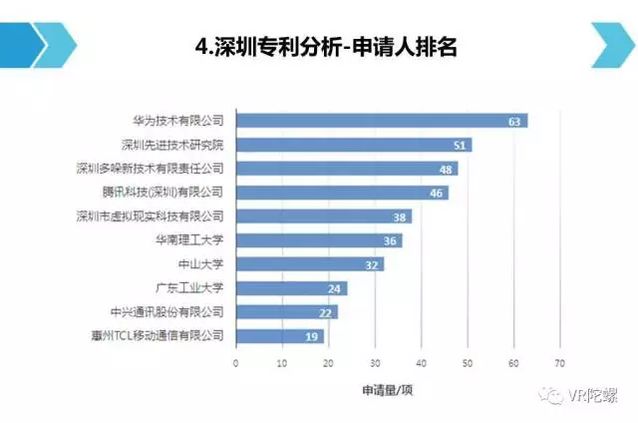 4.深圳专利分析-申请人排名
华为技术有限公司 63
深圳先进技术研究院 51
深圳多哚新技术有限责任公司 48
腾讯科技(深圳)有限公司 46
深圳市虚拟现实科技有限公司 38
华南理工大学 36
中山大学 32
广东工业大学 24
中兴通讯股份有限公司 22
惠州TCL移动通信有限公司 19
0 10 20 30 40 50 60 70
申请量/项
VR陀螺